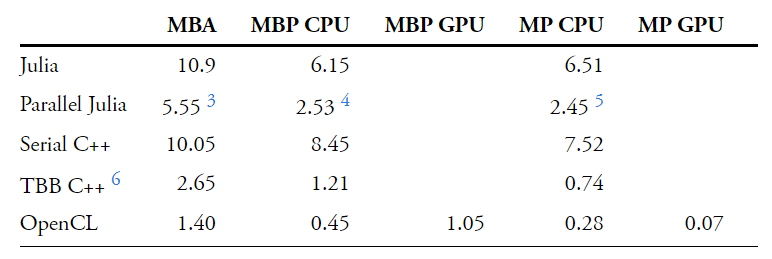 MBA MBP CPU MBP GPU MP CPU MP GPU
Julia 10.9 6.15 6.51
Parallel Julia 5.55 3 2.53 4 2.45 5
Serial C++ 10.05 8.45 7.52
TBB C++ 6 2.65 1.21 0.74
OpenCL 1.40 0.45 1.05 0.28 0.07